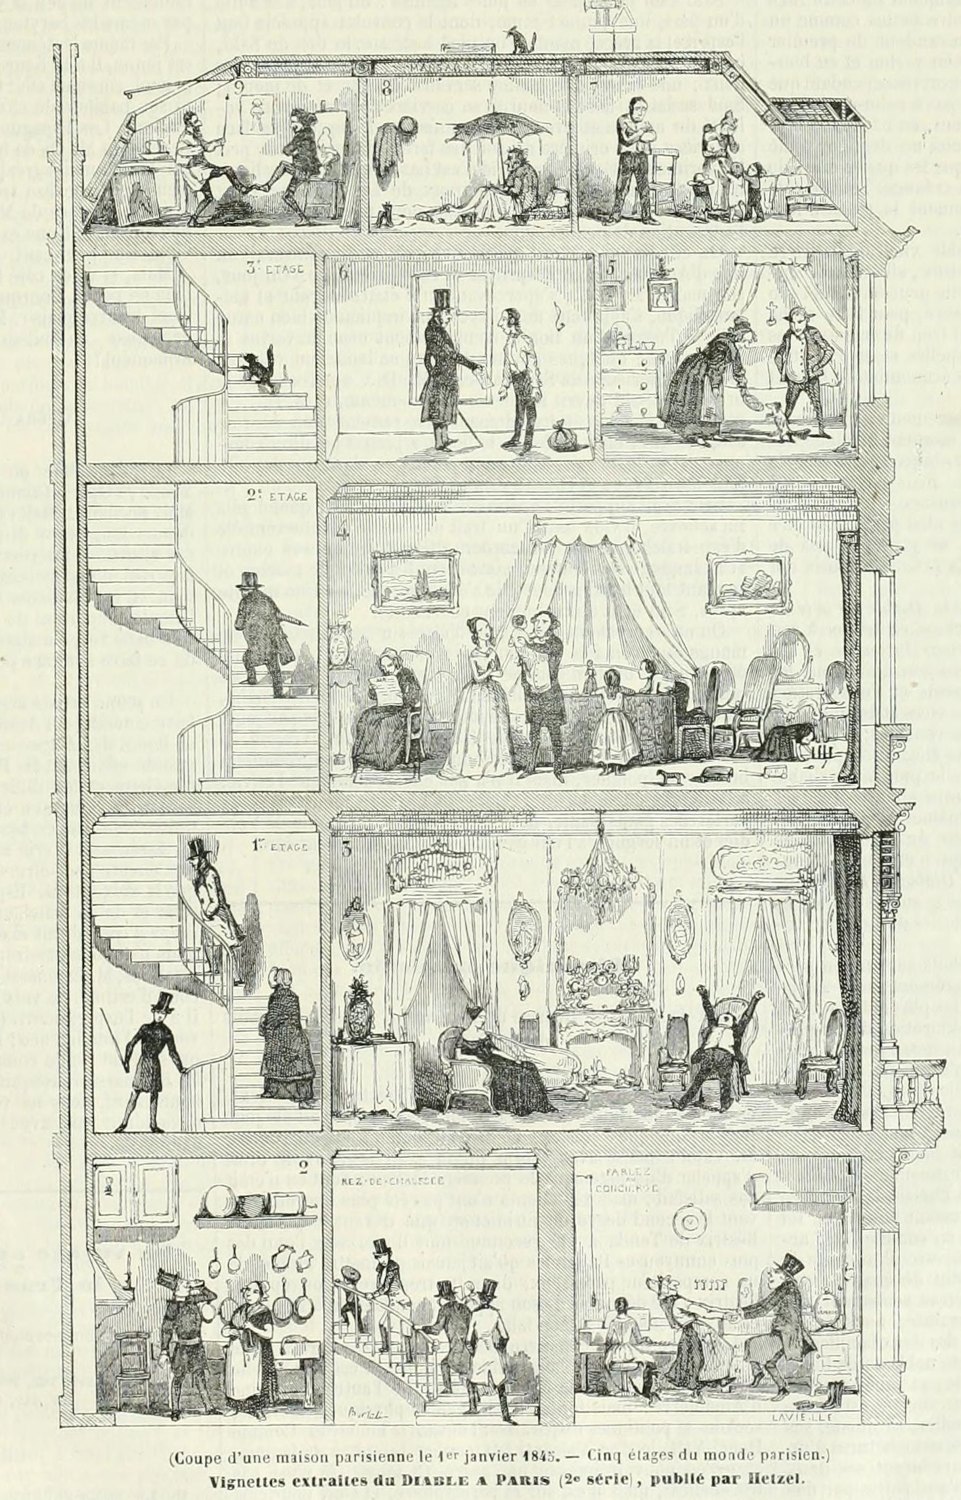 9
8
7
3e ETAGE
6
5
2e ETAGE
4
1er ETAGE
3
2
REZ-DE-CHAUSSÉE
PARLEZ
AU
CONCIERGE
1
LAVIEILLE
(Coupe d'une maison parisienne le 1er janvier 1845. — Cinq étages du monde parisien.)
Vignettes extraites du DIABLE A PARIS (2e série), publié par Hetzel.